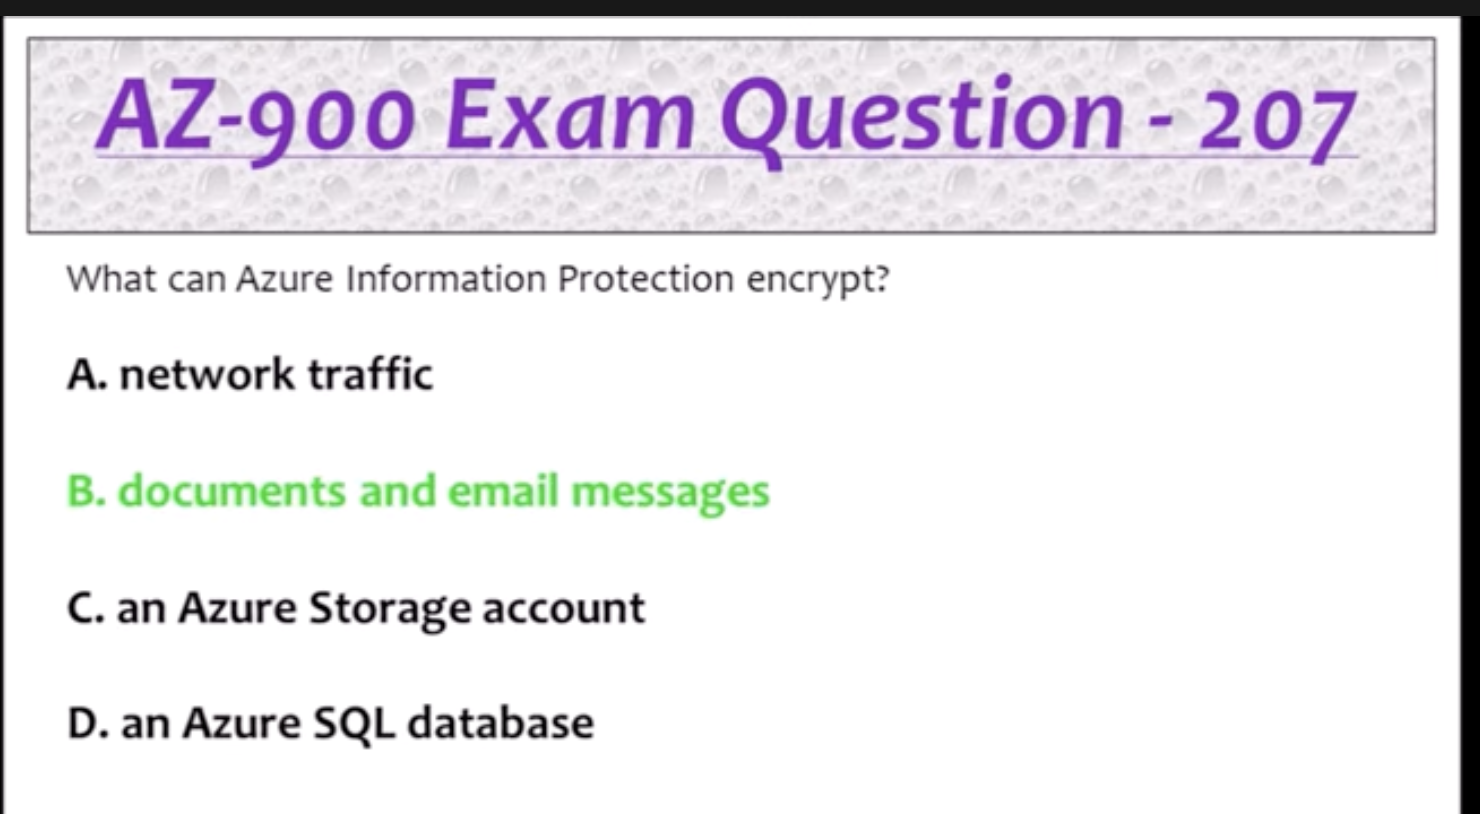 AZ-900 Exam Question - 207
What can Azure Information Protection encrypt?
A. network traffic
B. documents and email messages
C. an Azure Storage account
D. an Azure SQL database